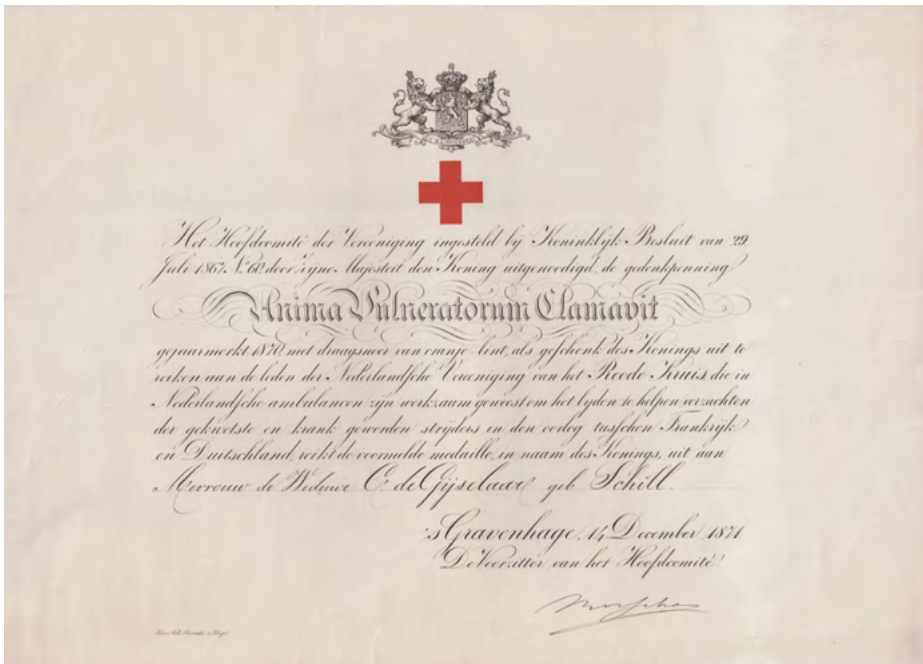 JE MAINTIENDRAI
Het Hoofdcomité der Vereeniging ingesteld bij Koninklijk Besluit van 29
Juli 1867 No. 60, door Zijne Majesteit den Koning uitgenoodigd, de gedenkpenning
Anima Vulneratorum Clamavit
gejaarmerkt 1870, met draagsnoer van oranje-lint, als geschenk des Konings uit te
reiken aan de leden der Nederlandsche Vereeniging van het Roode Kruis, die in
Nederlandsche ambulancen zijn werkzaam geweest om het lijden te helpen verzachten
der gekwetste en krank geworden strijders in den oorlog tusschen Frankrijk
en Duitschland, reikt de voormelde medaille, in naam des Konings, uit aan
Mevrouw de Weduwe C. de Gijselaar geb Schill.
's Gravenhage, 14 December 1871
De Voorzitter van het Hoofdcomité.